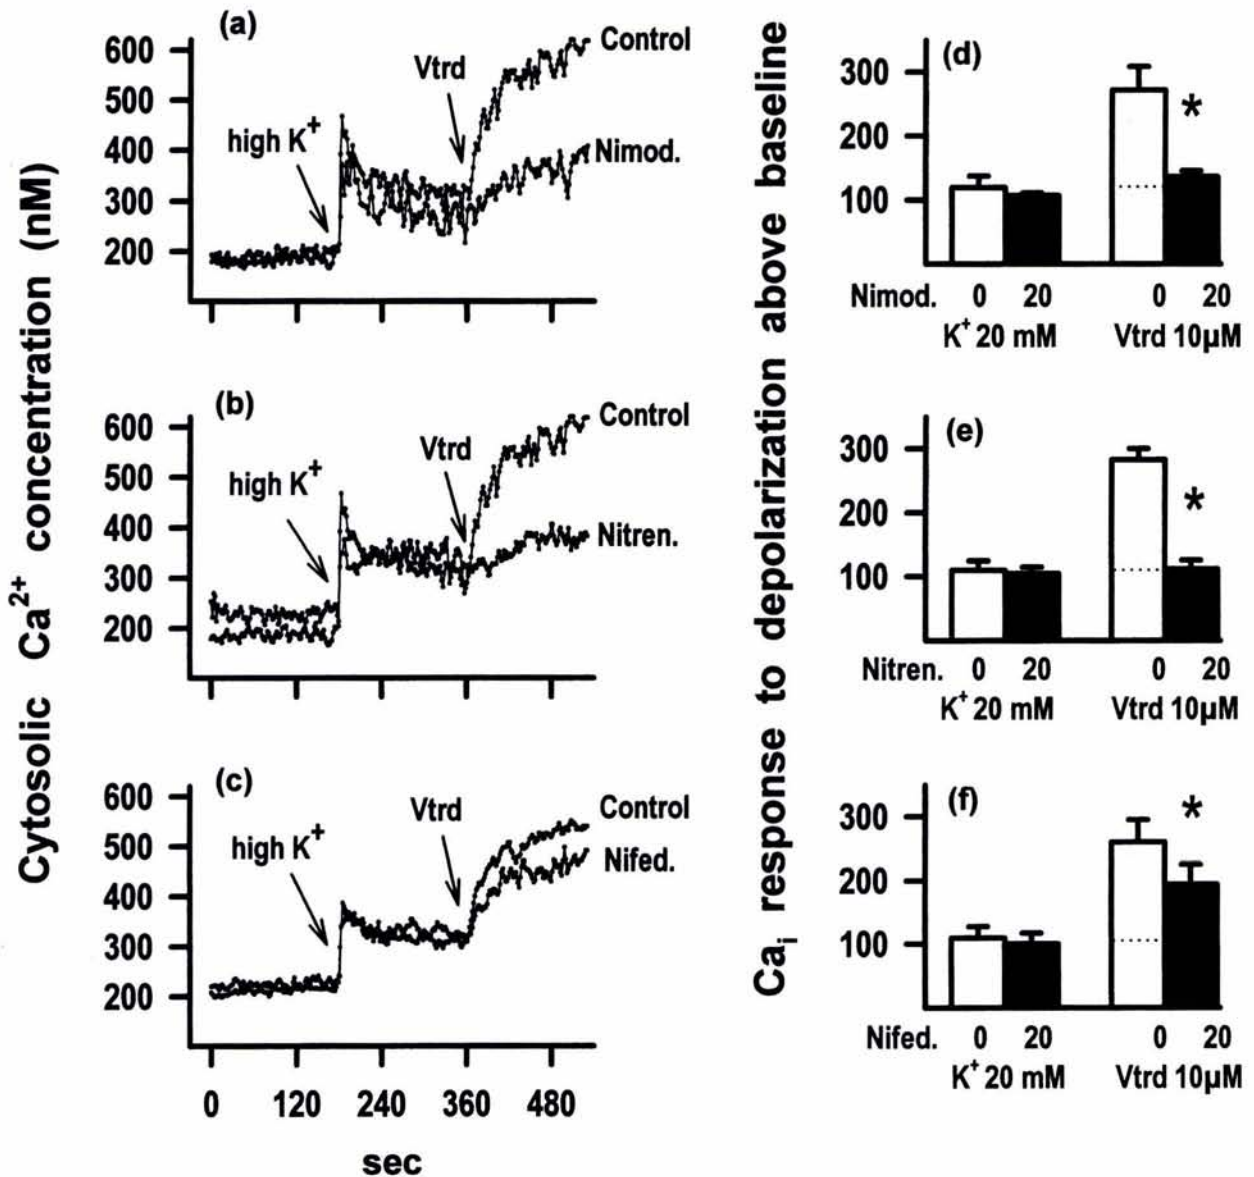 Cytosolic Ca²⁺ concentration (nM)
(a)
600
500
400
300
200
high K⁺
Vtrd
Control
Nimod.
(b)
600
500
400
300
200
high K⁺
Vtrd
Control
Nitren.
(c)
600
500
400
300
200
high K⁺
Vtrd
Control
Nifed.
0 120 240 360 480
sec
Caᵢ response to depolarization above baseline
(d)
300
200
100
*
Nimod. 0 20 0 20
K⁺ 20 mM Vtrd 10µM
(e)
300
200
100
*
Nitren. 0 20 0 20
K⁺ 20 mM Vtrd 10µM
(f)
300
200
100
*
Nifed. 0 20 0 20
K⁺ 20 mM Vtrd 10µM